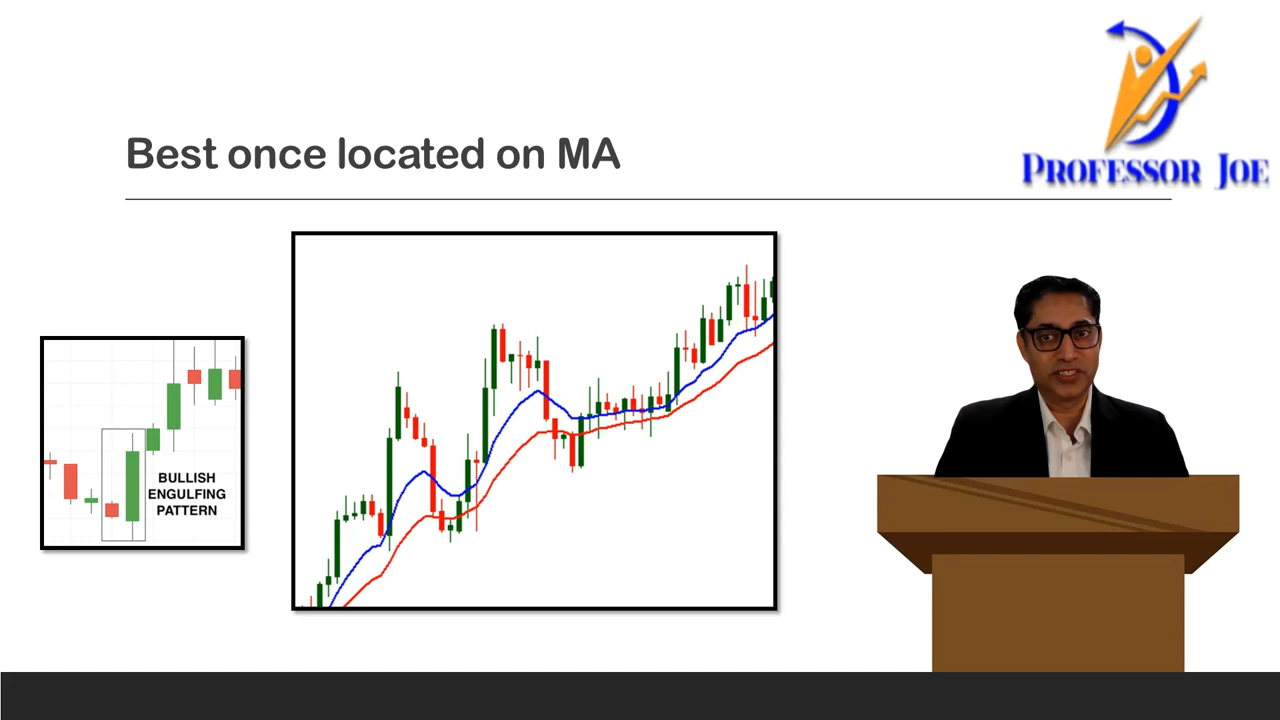 Best once located on MA
PROFESSOR JOE
BULLISH
ENGULFING
PATTERN